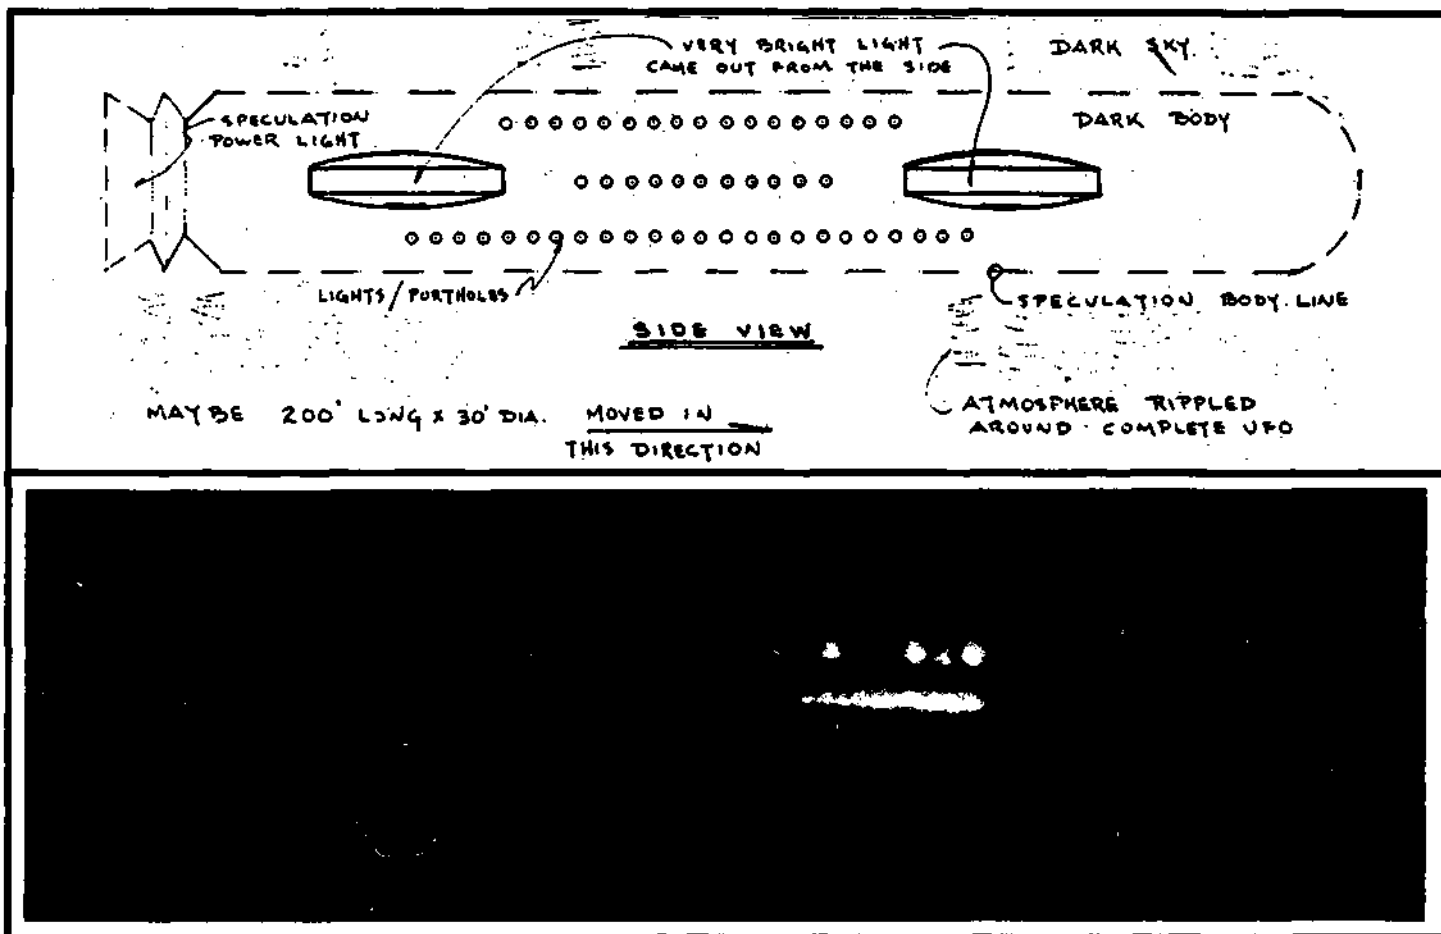 VERY BRIGHT LIGHT
CAME OUT FROM THE SIDE
DARK SKY
SPECULATION
POWER LIGHT
DARK BODY
LIGHTS/PORTHOLES
SPECULATION BODY LINE
SIDE VIEW
MAYBE 200' LONG X 30' DIA.
MOVED IN
THIS DIRECTION
ATMOSPHERE RIPPLED
AROUND COMPLETE UFO